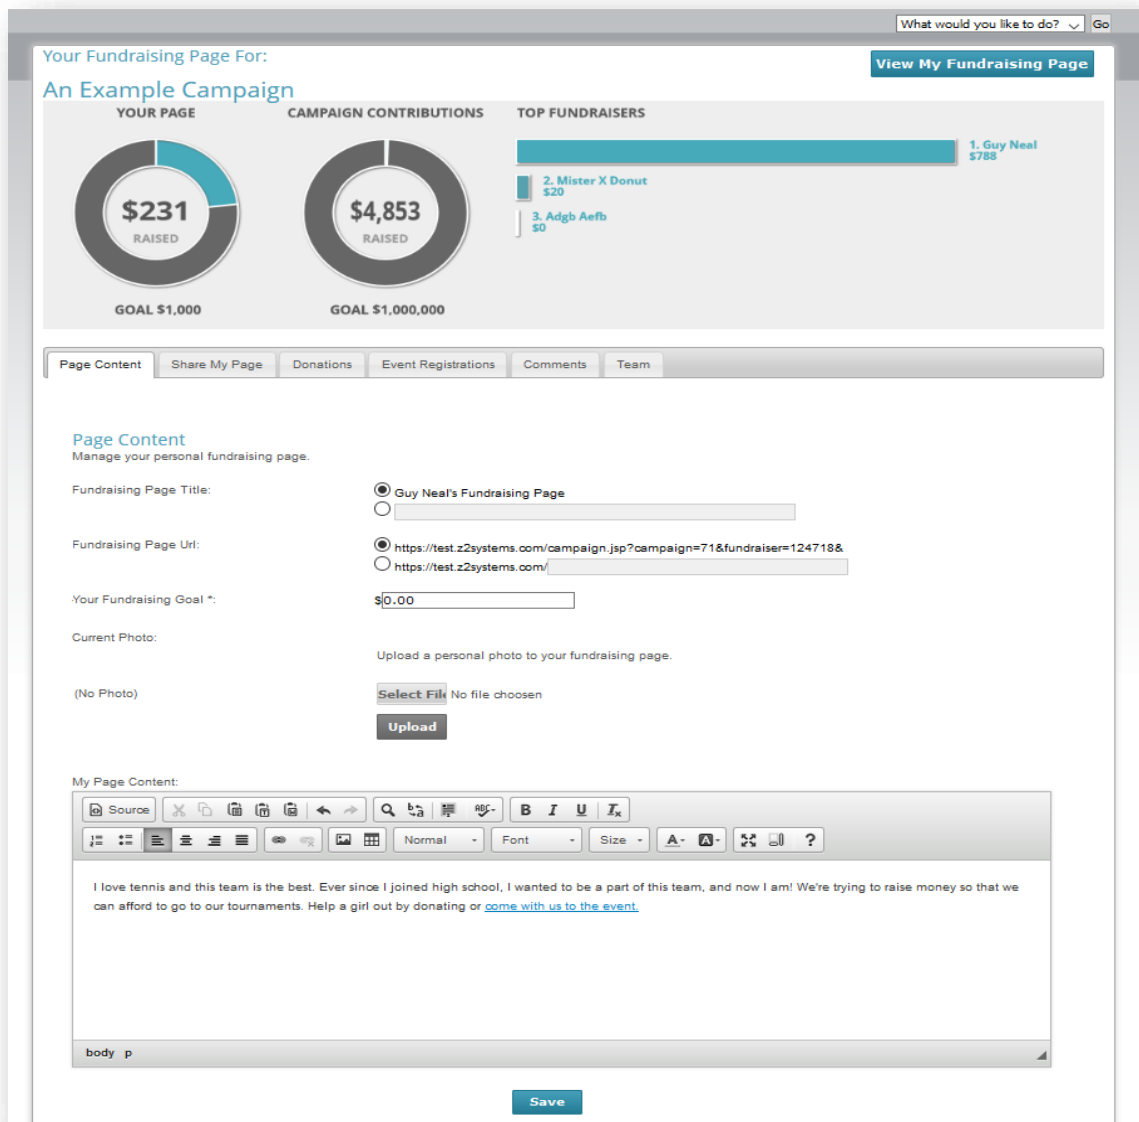 What would you like to do? Go
Your Fundraising Page For:
View My Fundraising Page
An Example Campaign
YOUR PAGE CAMPAIGN CONTRIBUTIONS TOP FUNDRAISERS
1. Guy Neal
$788
2. Mister X Donut
$20
3. Adgb Aefb
$0
$231
RAISED
$4,853
RAISED
GOAL $1,000 GOAL $1,000,000
Page Content Share My Page Donations Event Registrations Comments Team
Page Content
Manage your personal fundraising page.
Fundraising Page Title: Guy Neal's Fundraising Page
Fundraising Page Url: https://test.z2systems.com/campaign.jsp?campaign=71&fundraiser=124718&
https://test.z2systems.com/
Your Fundraising Goal *: $0.00
Current Photo:
Upload a personal photo to your fundraising page.
(No Photo) Select File No file choosen
Upload
My Page Content:
Source ABC B I U Ix
Normal Font Size A A ?
I love tennis and this team is the best. Ever since I joined high school, I wanted to be a part of this team, and now I am! We're trying to raise money so that we
can afford to go to our tournaments. Help a girl out by donating or come with us to the event.
body p
Save